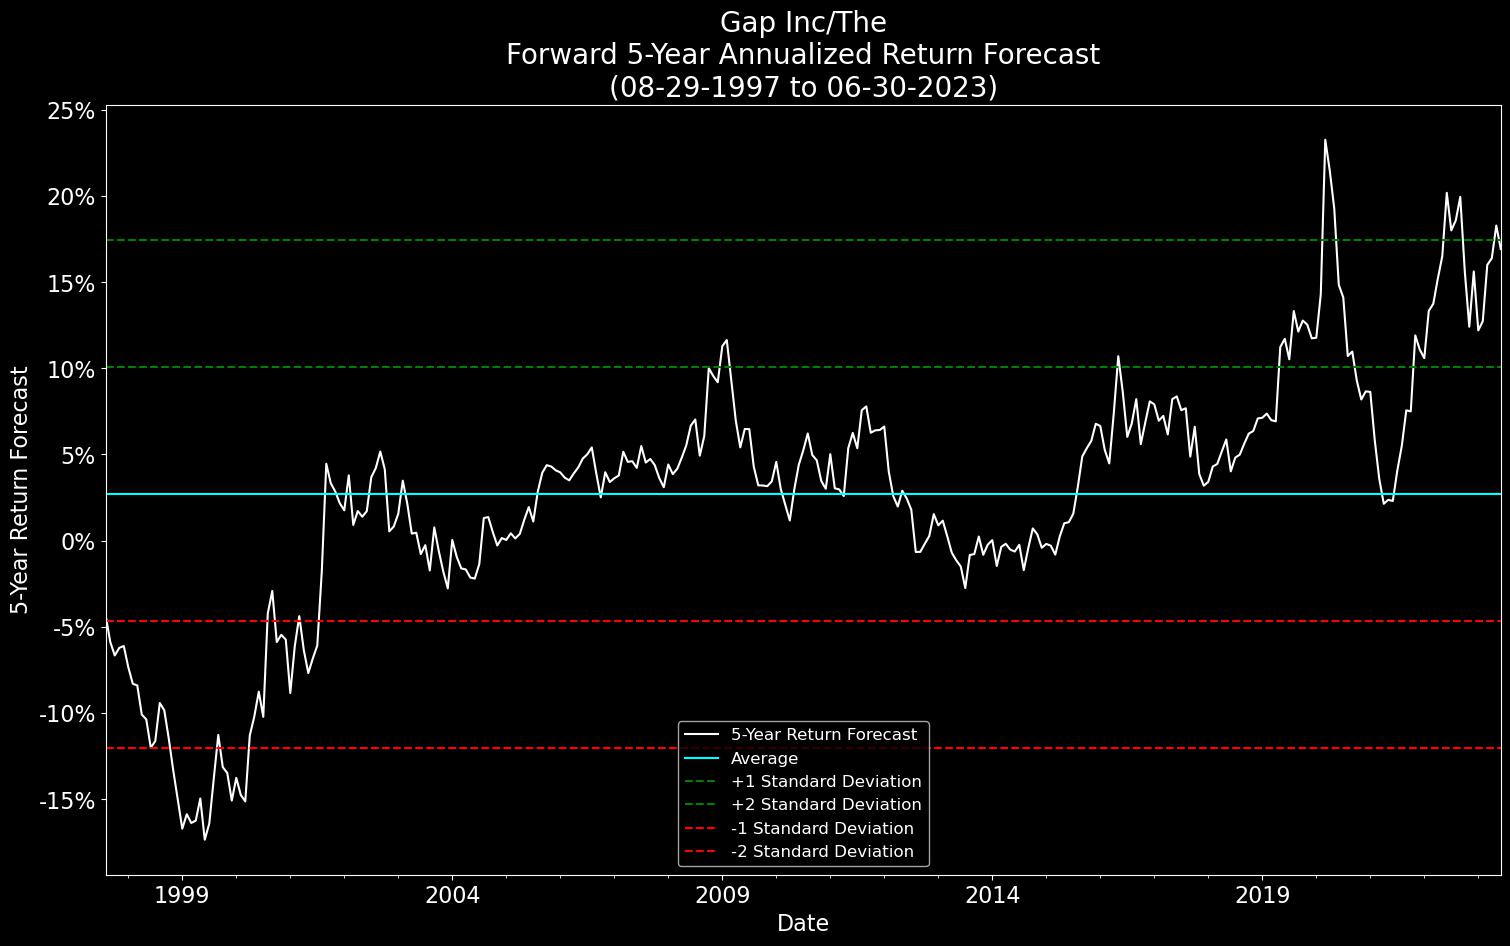 Gap Inc/The
Forward 5-Year Annualized Return Forecast
(08-29-1997 to 06-30-2023)
25%
20%
15%
10%
5%
0%
-5%
-10%
-15%
5-Year Return Forecast
5-Year Return Forecast
Average
+1 Standard Deviation
+2 Standard Deviation
-1 Standard Deviation
-2 Standard Deviation
1999
2004
2009
2014
2019
Date